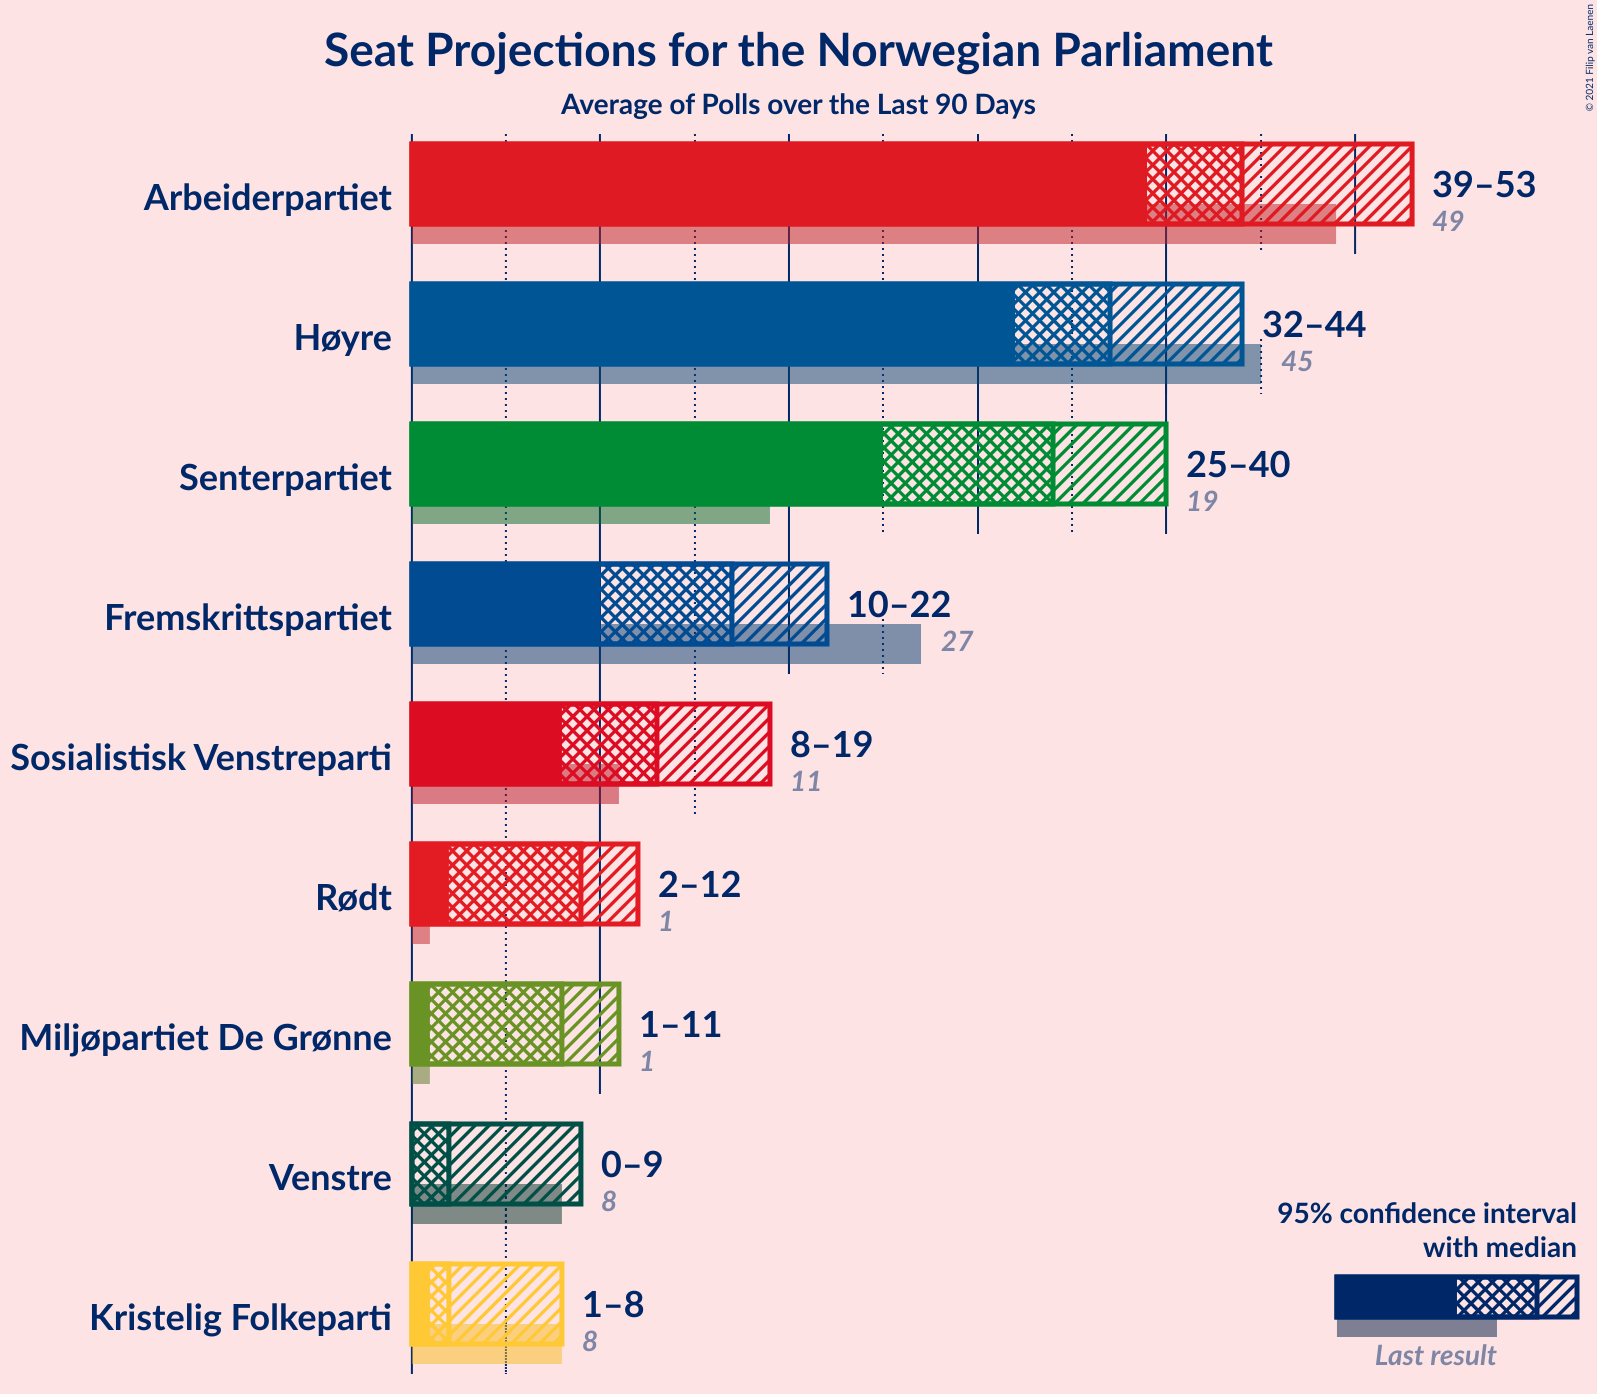 Seat Projections for the Norwegian Parliament
Average of Polls over the Last 90 Days
© 2021 Filip van Laenen
Arbeiderpartiet
39–53
49
Høyre
32–44
45
Senterpartiet
25–40
19
Fremskrittspartiet
10–22
27
Sosialistisk Venstreparti
8–19
11
Rødt
2–12
1
Miljøpartiet De Grønne
1–11
1
Venstre
0–9
8
Kristelig Folkeparti
1–8
8
95% confidence interval
with median
Last result